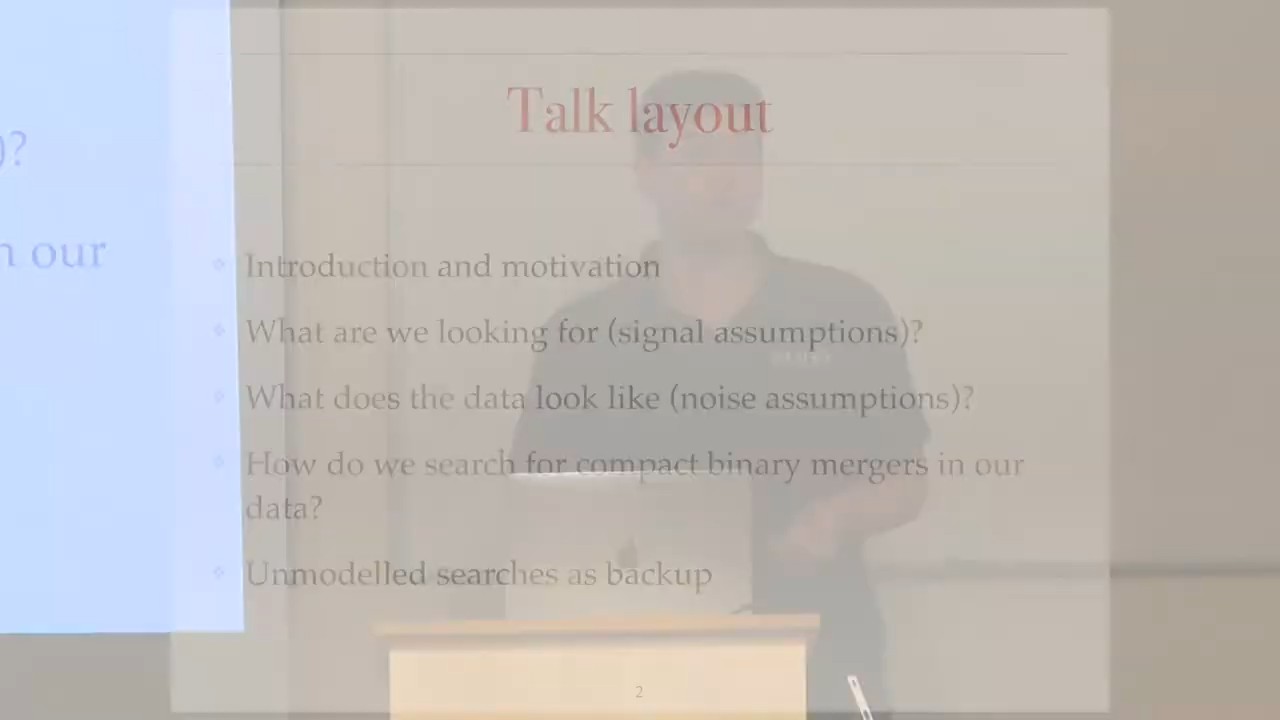 )?
n our
Talk layout
Introduction and motivation
What are we looking for (signal assumptions)?
What does the data look like (noise assumptions)?
How do we search for compact binary mergers in our
data?
Unmodelled searches as backup
2